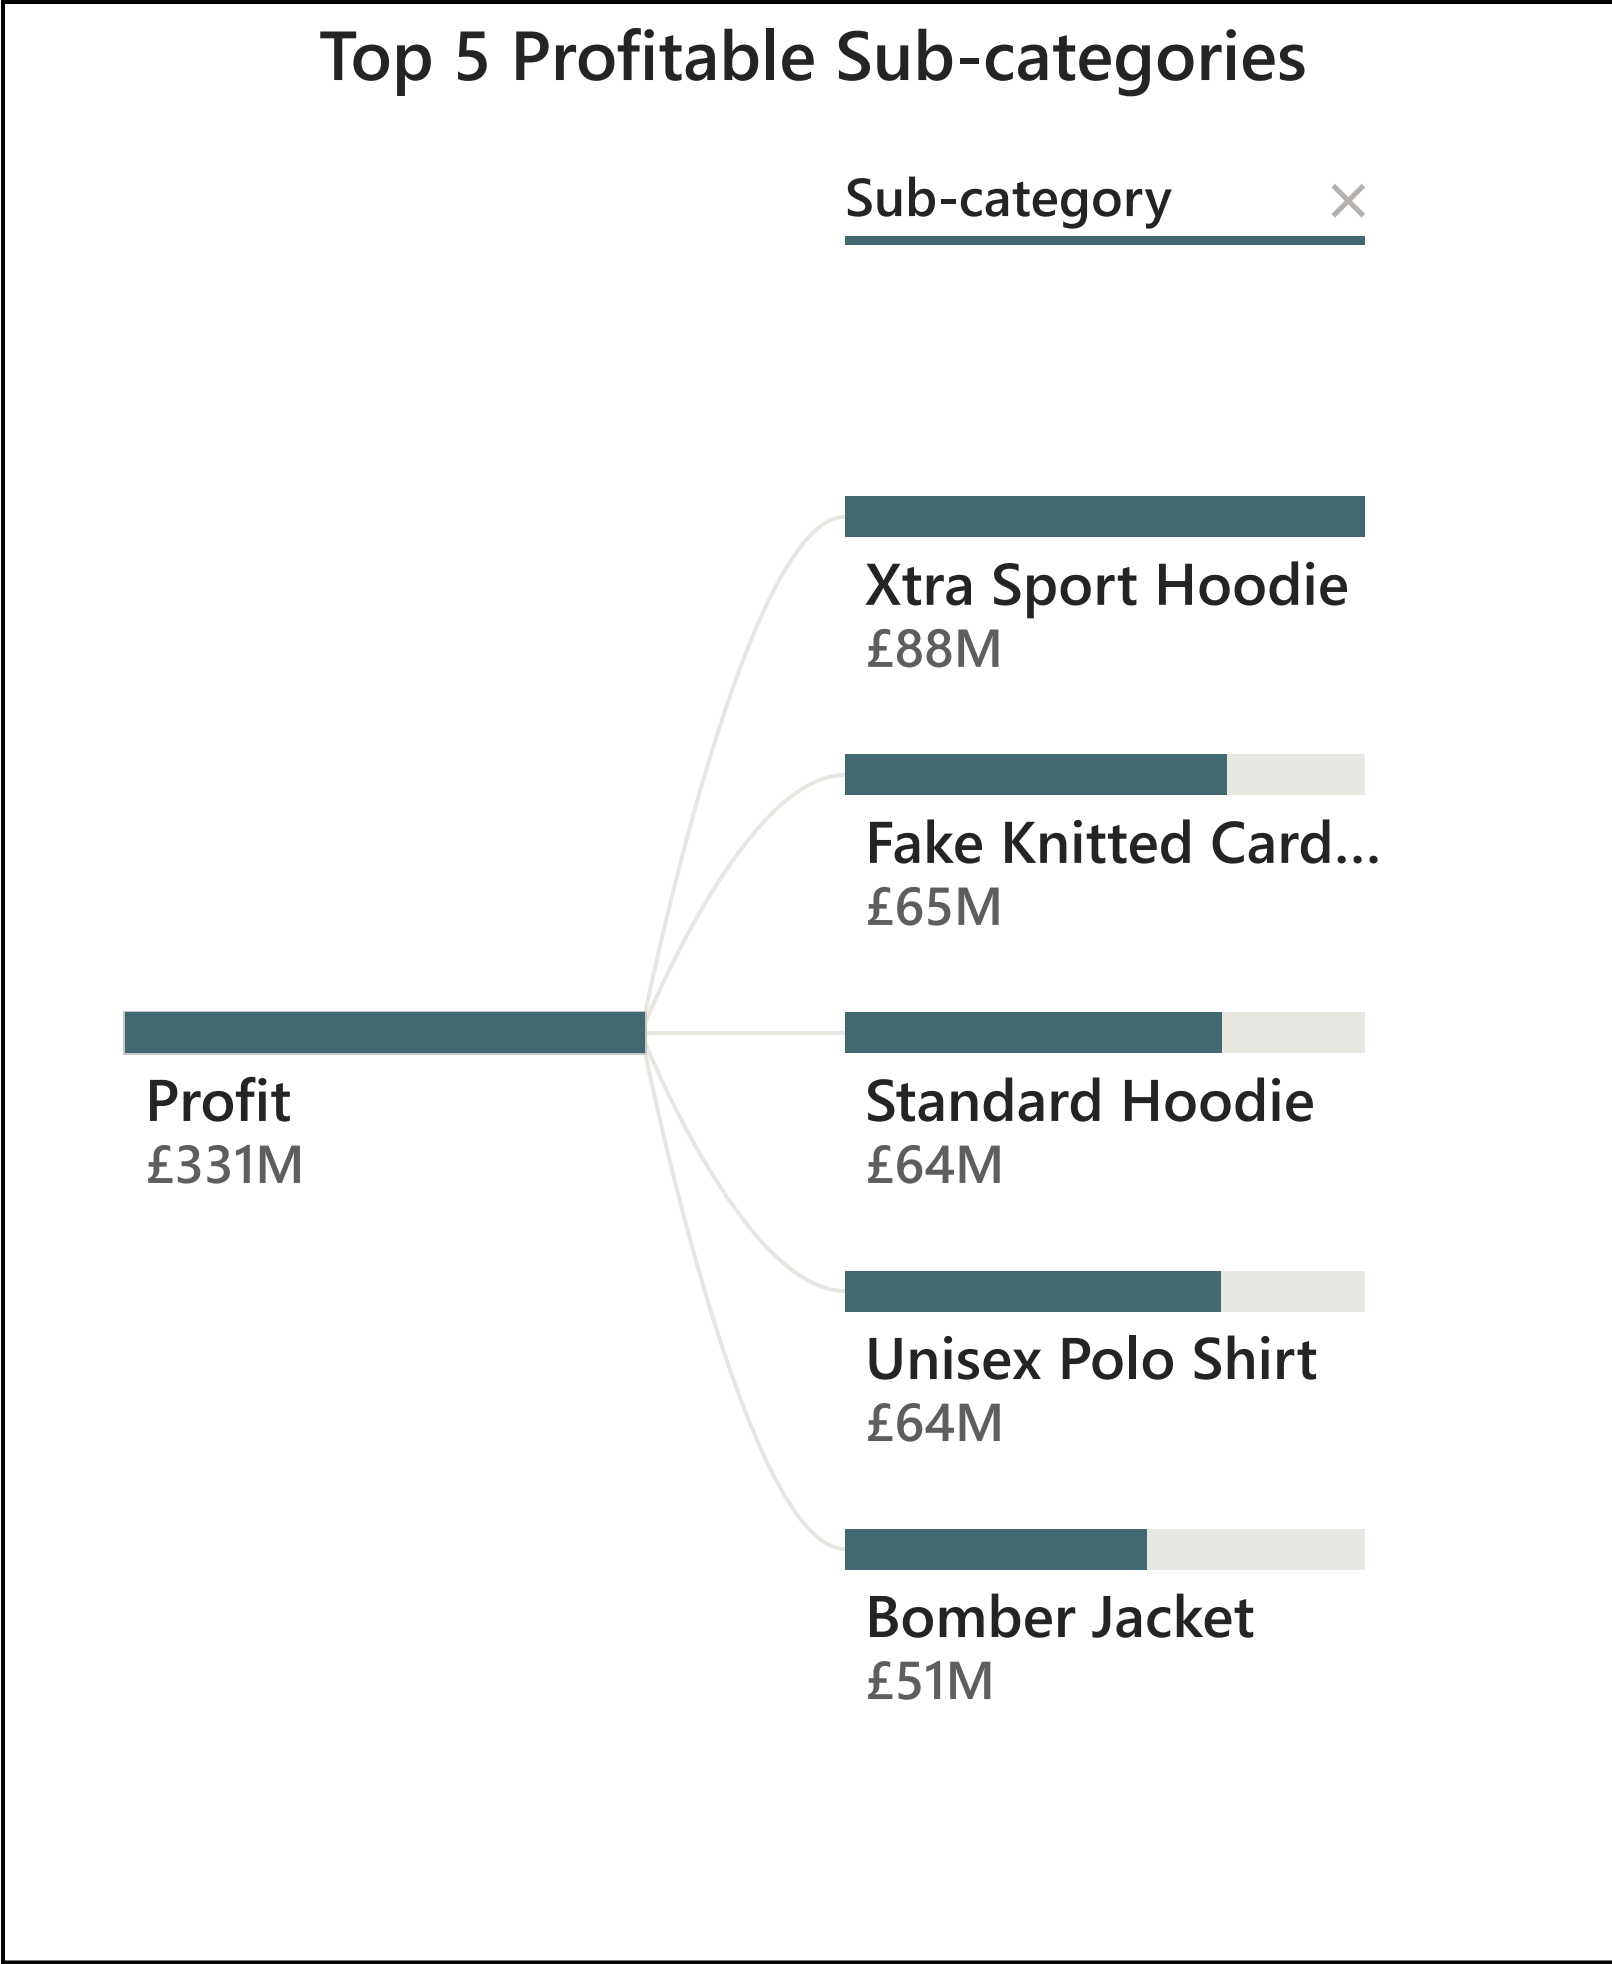 Top 5 Profitable Sub-categories
Sub-category
Xtra Sport Hoodie
£88M
Fake Knitted Card...
£65M
Profit
£331M
Standard Hoodie
£64M
Unisex Polo Shirt
£64M
Bomber Jacket
£51M